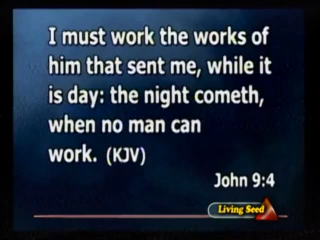 I must work the works of
him that sent me, while it
is day: the night cometh,
when no man can
work. (KJV)
John 9:4
Living Seed